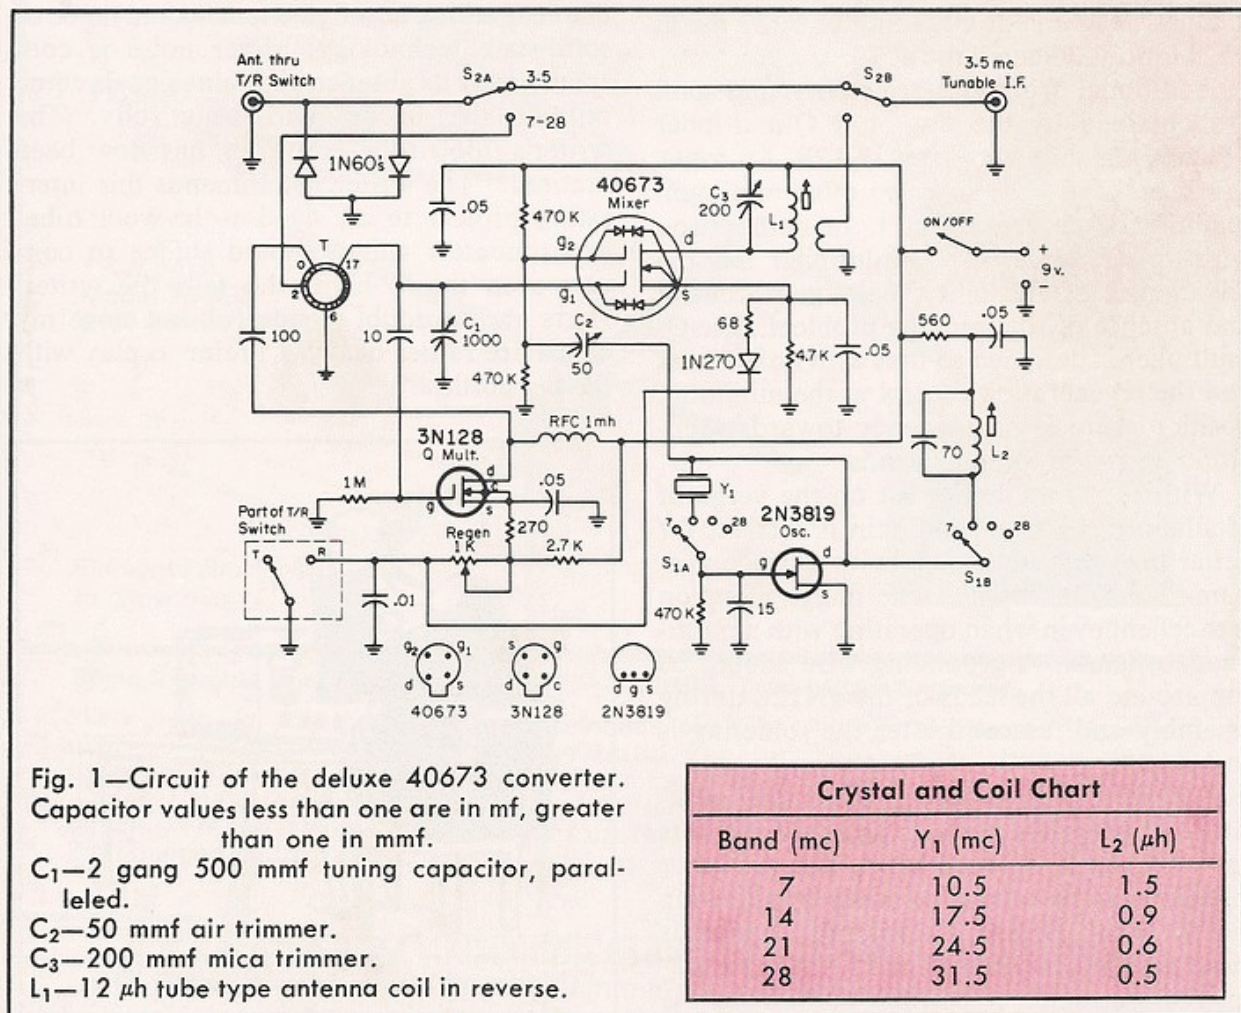 Ant. thru
T/R Switch
S2A
3.5
7-28
S2B
3.5 mc
Tunable I.F.
1N60's
.05
470 K
40673
Mixer
g2
g1
d
s
C3
200
L1
ON/OFF
+
9v.
-
O
T
17
2
6
100
10
C1
1000
C2
50
470K
68
1N270
4.7K
.05
560
.05
70
L2
RFC 1mh
3N128
Q Mult.
d
c
s
g
1M
.05
270
Regen
1K
2.7K
Part of T/R
Switch
T
R
.01
Y1
7
28
S1A
470K
15
2N3819
Osc.
g
d
s
7
28
S1B
g2 g1
d s
40673
s g
d c
3N128
d g s
2N3819
Fig. 1—Circuit of the deluxe 40673 converter.
Capacitor values less than one are in mf, greater
than one in mmf.
C₁—2 gang 500 mmf tuning capacitor, paral-
leled.
C₂—50 mmf air trimmer.
C₃—200 mmf mica trimmer.
L₁—12 μh tube type antenna coil in reverse.
Crystal and Coil Chart
Band (mc) Y₁ (mc) L₂ (μh)
7 10.5 1.5
14 17.5 0.9
21 24.5 0.6
28 31.5 0.5